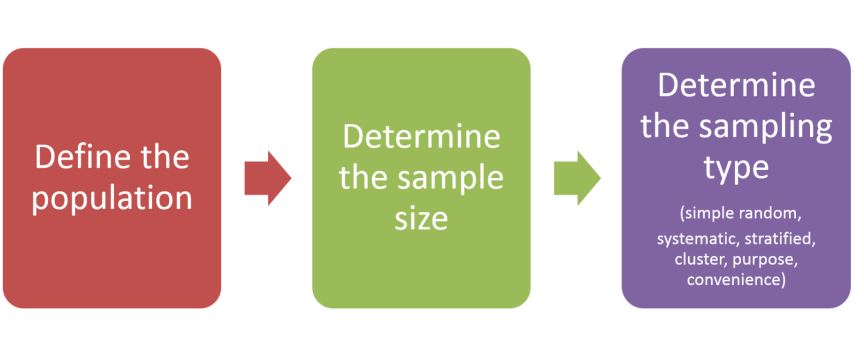 Define the
population
Determine
the sample
size
Determine
the sampling
type
(simple random,
systematic, stratified,
cluster, purpose,
convenience)